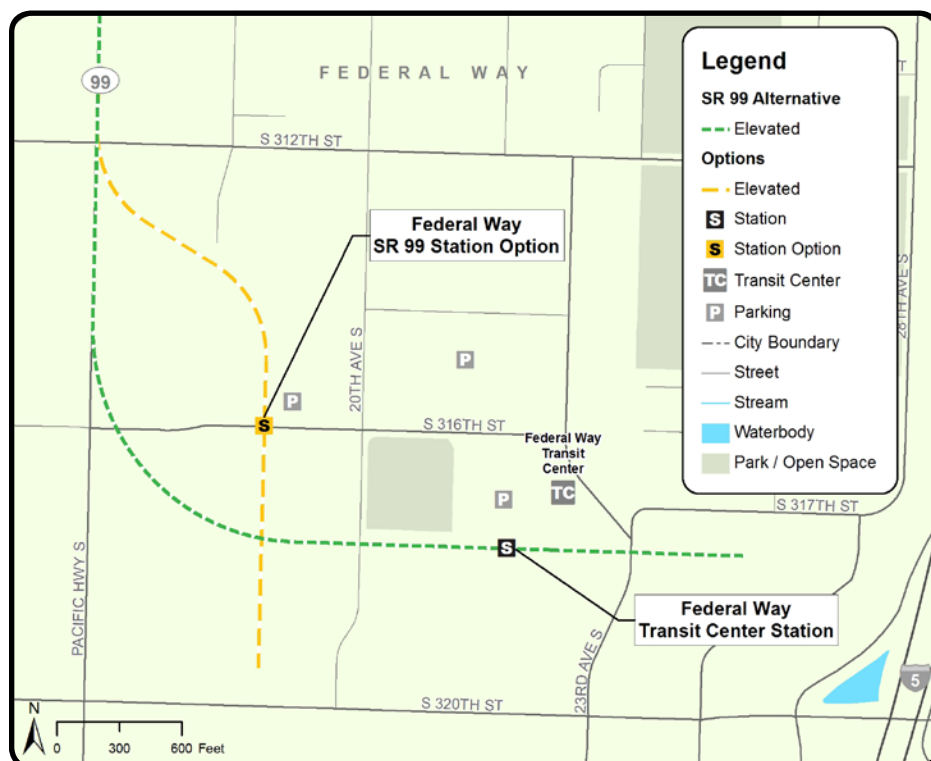 FEDERAL WAY
99
S 312TH ST
Federal Way
SR 99 Station Option
20TH AVE S
28TH AVE S
P
P
S
S 316TH ST
Federal Way
Transit
Center
P
TC
S
S 317TH ST
PACIFIC HWY S
Federal Way
Transit Center Station
23RD AVE S
5
S 320TH ST
N
0 300 600 Feet
Legend
SR 99 Alternative
Elevated
Options
Elevated
S Station
S Station Option
TC Transit Center
P Parking
City Boundary
Street
Stream
Waterbody
Park / Open Space
T